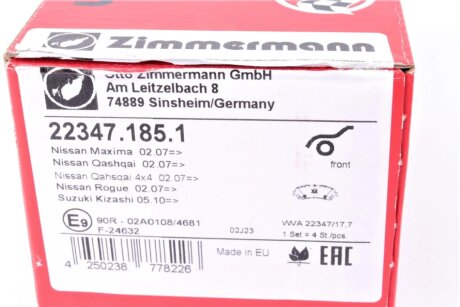 Zimmermann
Otto Zimmermann GmbH
Am Leitzelbach 8
74889 Sinsheim/Germany
22347.185.1
Nissan Maxima 02.07=>
Nissan Qashqai 02.07=>
Nissan Qahsqai 4x4 02.07=>
Nissan Rogue 02.07=>
Suzuki Kizashi 05.10=>
front
E9 90R - 02A0108/4681
F-24632
02J23
WVA 22347/17,7
1 Set = 4 St./pcs
Made in EU
EAC
4 250238 778226